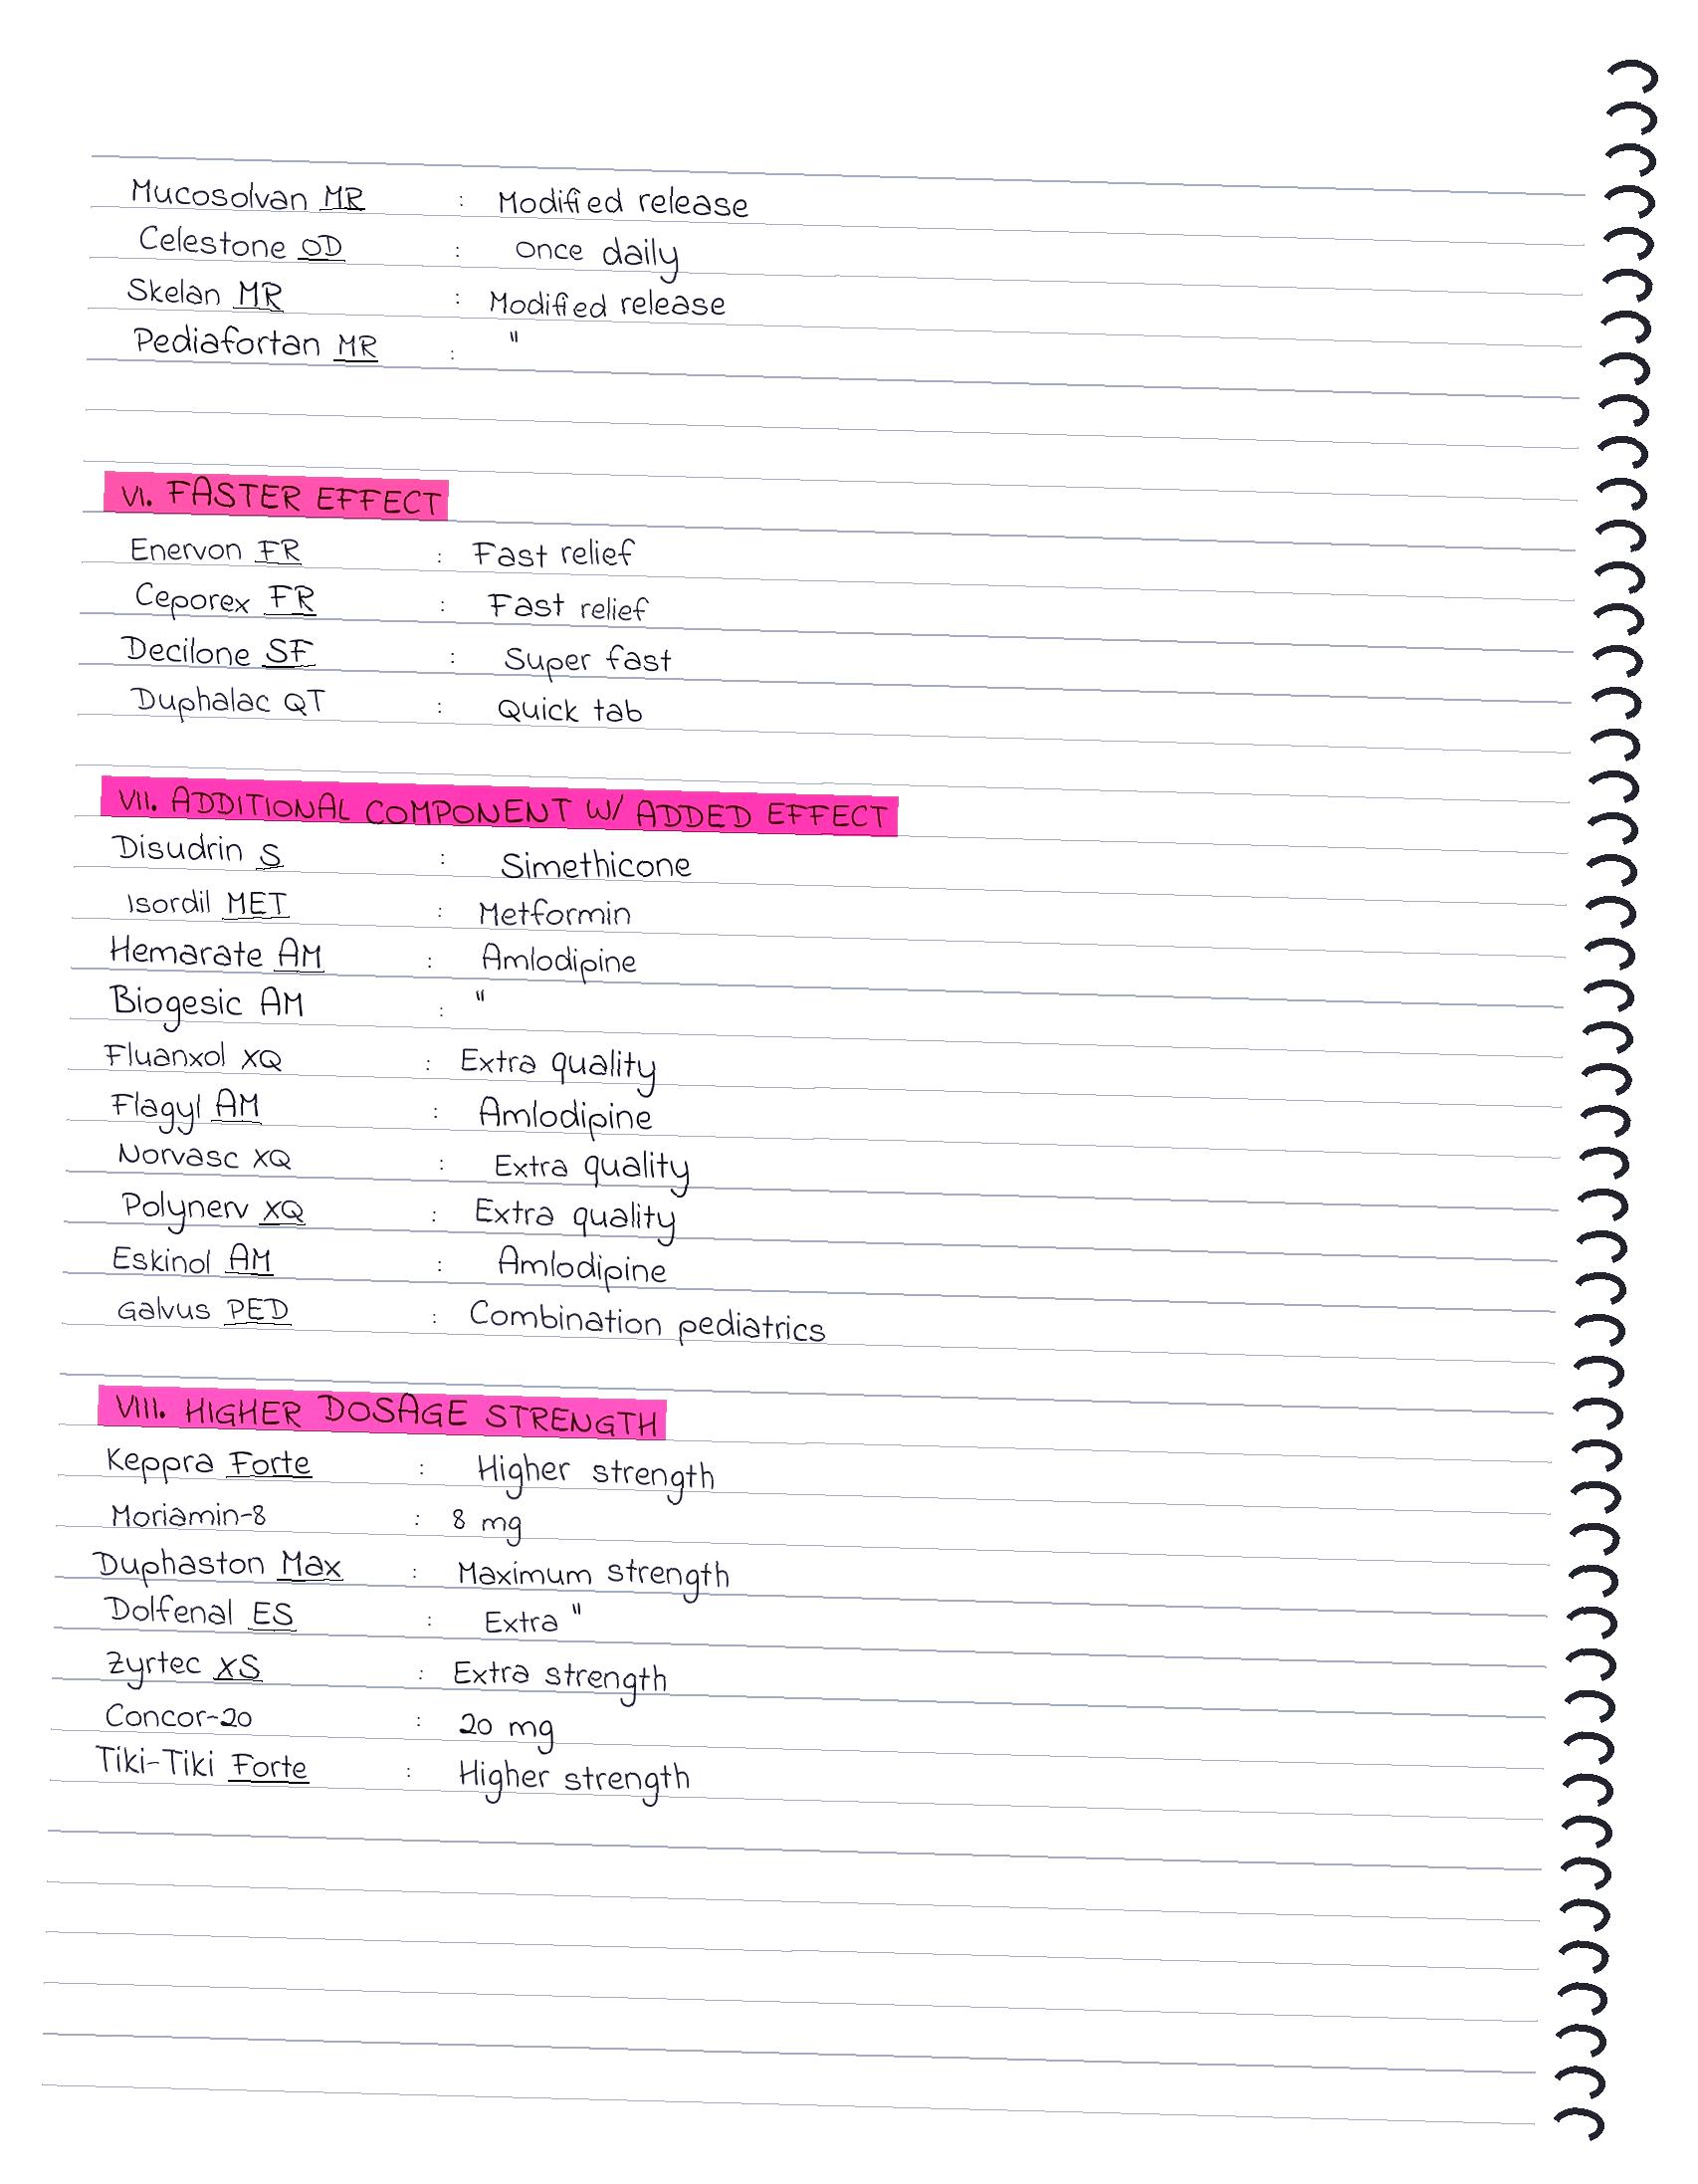 Mucosolvan MR : Modified release
Celestone OD : Once daily
Skelan MR : Modified release
Pediafortan MR : "
VI. FASTER EFFECT
Enervon FR : Fast relief
Ceporex FR : Fast relief
Decilone SF : Super fast
Duphalac QT : Quick tab
VII. ADDITIONAL COMPONENT W/ ADDED EFFECT
Disudrin S : Simethicone
Isordil MET : Metformin
Hemarate AM : Amlodipine
Biogesic AM : "
Fluanxol XQ : Extra quality
Flagyl AM : Amlodipine
Norvasc XQ : Extra quality
Polynerv XQ : Extra quality
Eskinol AM : Amlodipine
Galvus PED : Combination pediatrics
VIII. HIGHER DOSAGE STRENGTH
Keppra Forte : Higher strength
Moriamin-8 : 8 mg
Duphaston Max : Maximum strength
Dolfenal ES : Extra "
Zyrtec XS : Extra strength
Concor-20 : 20 mg
Tiki-Tiki Forte : Higher strength